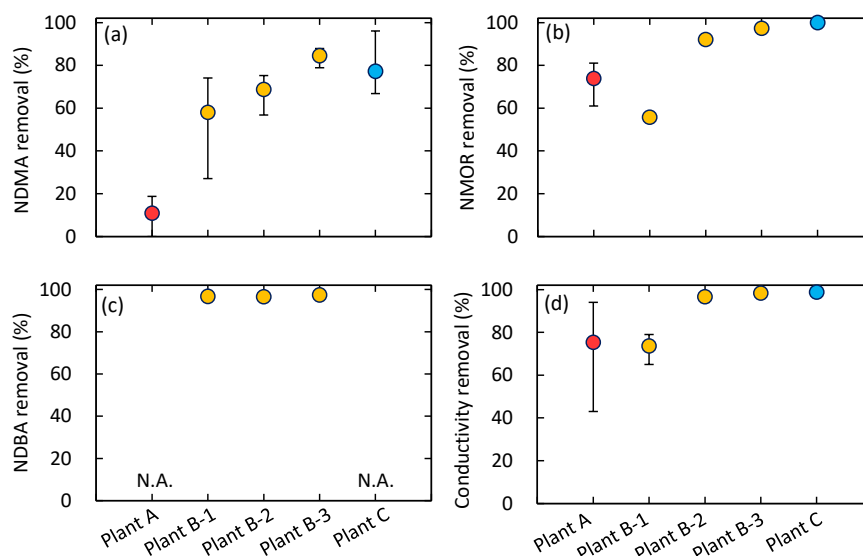 (a)
NDMA removal (%)
100
80
60
40
20
0
(b)
NMOR removal (%)
100
80
60
40
20
0
(c)
NDBA removal (%)
100
80
60
40
20
0
N.A.
N.A.
Plant A
Plant B-1
Plant B-2
Plant B-3
Plant C
(d)
Conductivity removal (%)
100
80
60
40
20
0
Plant A
Plant B-1
Plant B-2
Plant B-3
Plant C